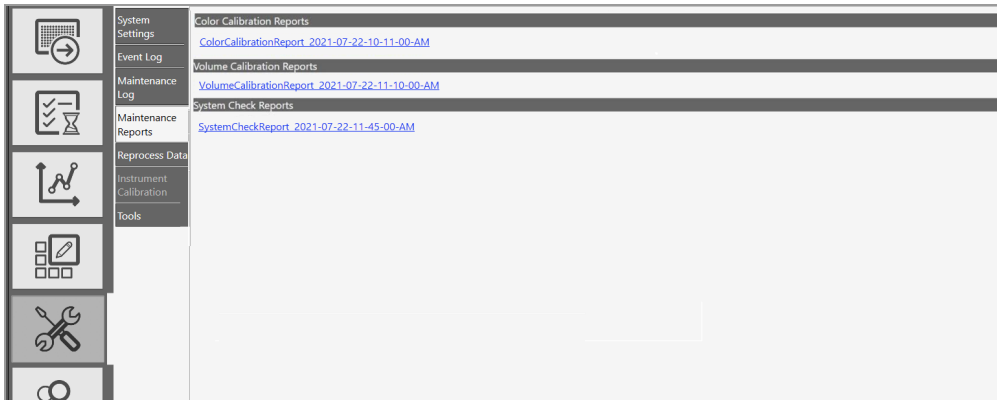 System
Settings
Event Log
Maintenance
Log
Maintenance
Reports
Reprocess Data
Instrument
Calibration
Tools
Color Calibration Reports
ColorCalibrationReport_2021-07-22-10-11-00-AM
Volume Calibration Reports
VolumeCalibrationReport_2021-07-22-11-10-00-AM
System Check Reports
SystemCheckReport_2021-07-22-11-45-00-AM